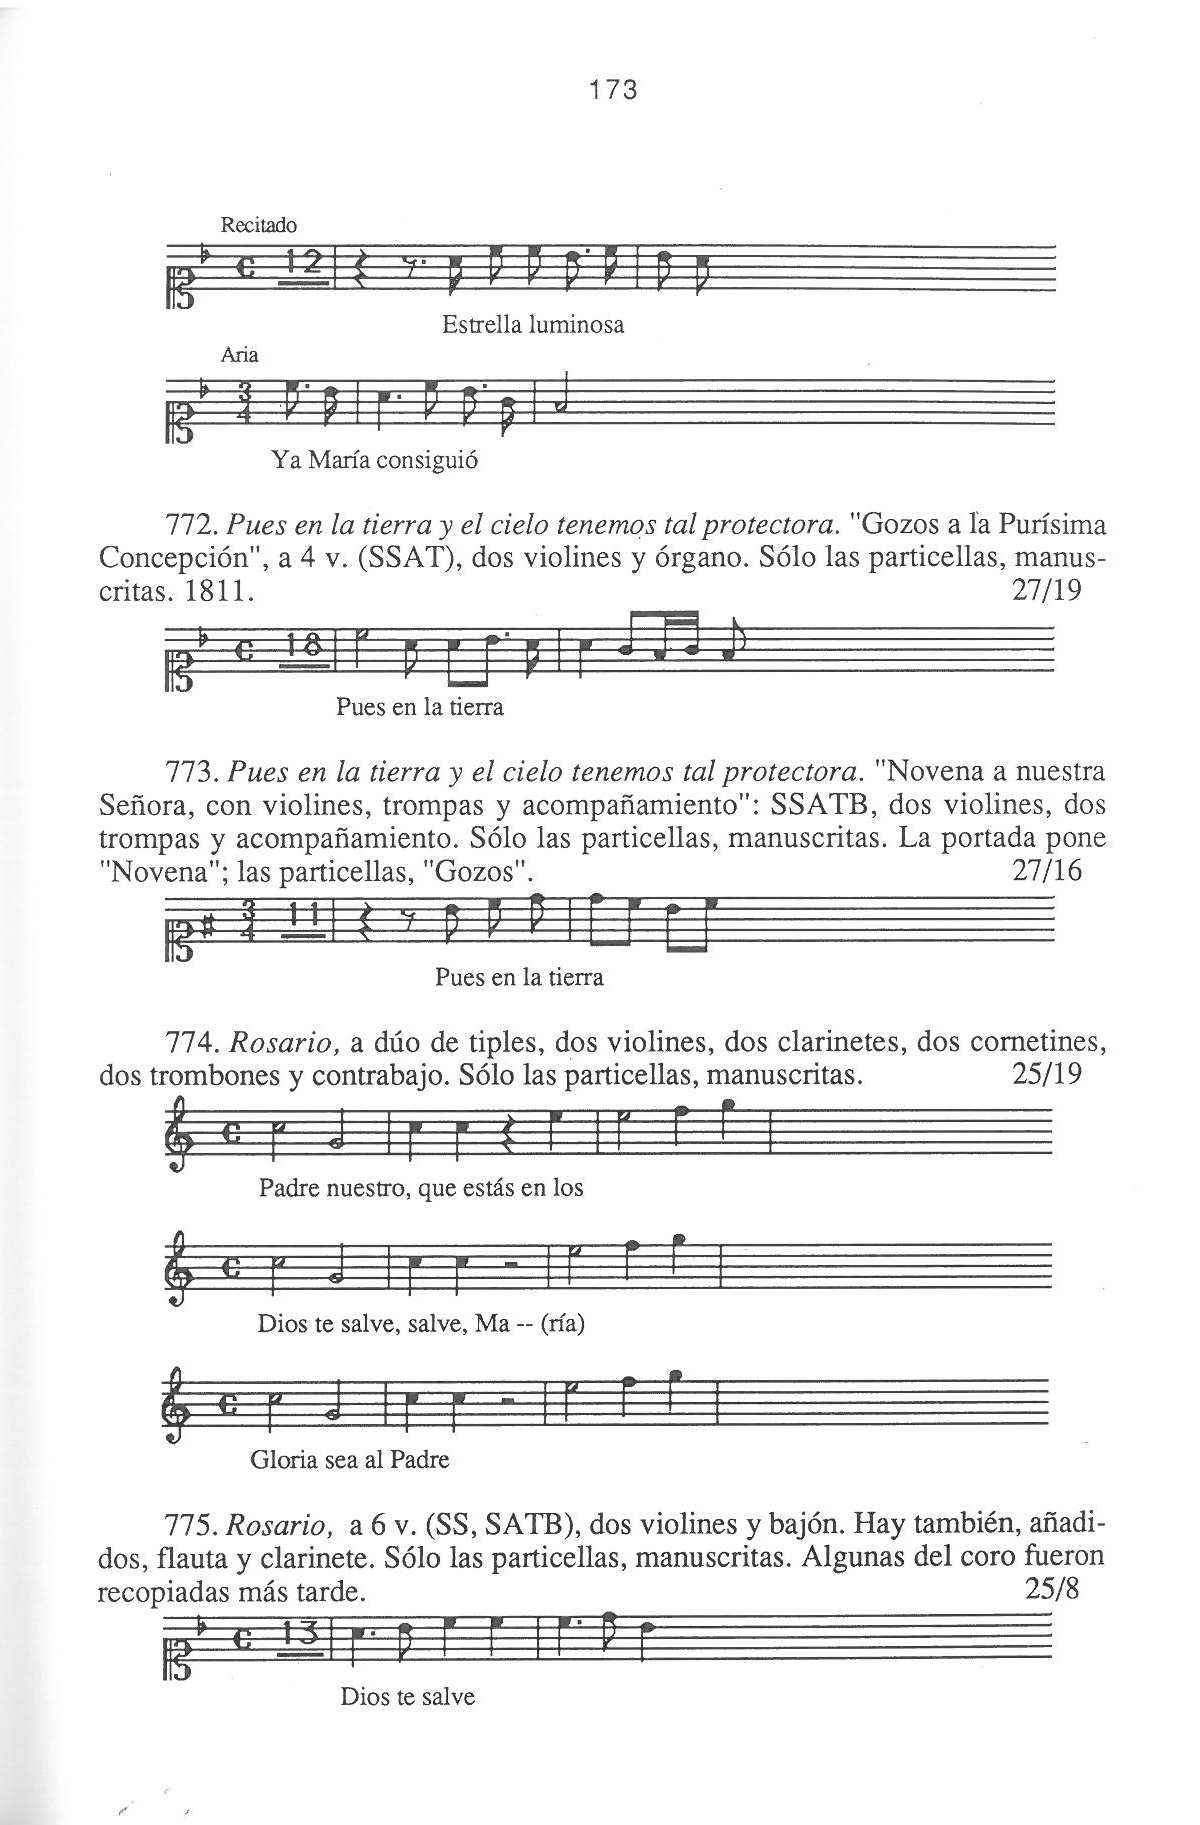 173
Recitado
12
Estrella luminosa
Aria
3
4
Ya María consiguió
772. Pues en la tierra y el cielo tenemos tal protectora. "Gozos a la Purísima
Concepción", a 4 v. (SSAT), dos violines y órgano. Sólo las particellas, manus-
critas. 1811. 27/19
18
Pues en la tierra
773. Pues en la tierra y el cielo tenemos tal protectora. "Novena a nuestra
Señora, con violines, trompas y acompañamiento": SSATB, dos violines, dos
trompas y acompañamiento. Sólo las particellas, manuscritas. La portada pone
"Novena"; las particellas, "Gozos". 27/16
3
4
11
Pues en la tierra
774. Rosario, a dúo de tiples, dos violines, dos clarinetes, dos cornetines,
dos trombones y contrabajo. Sólo las particellas, manuscritas. 25/19
Padre nuestro, que estás en los
Dios te salve, salve, Ma -- (ría)
Gloria sea al Padre
775. Rosario, a 6 v. (SS, SATB), dos violines y bajón. Hay también, añadi-
dos, flauta y clarinete. Sólo las particellas, manuscritas. Algunas del coro fueron
recopiadas más tarde. 25/8
13
Dios te salve